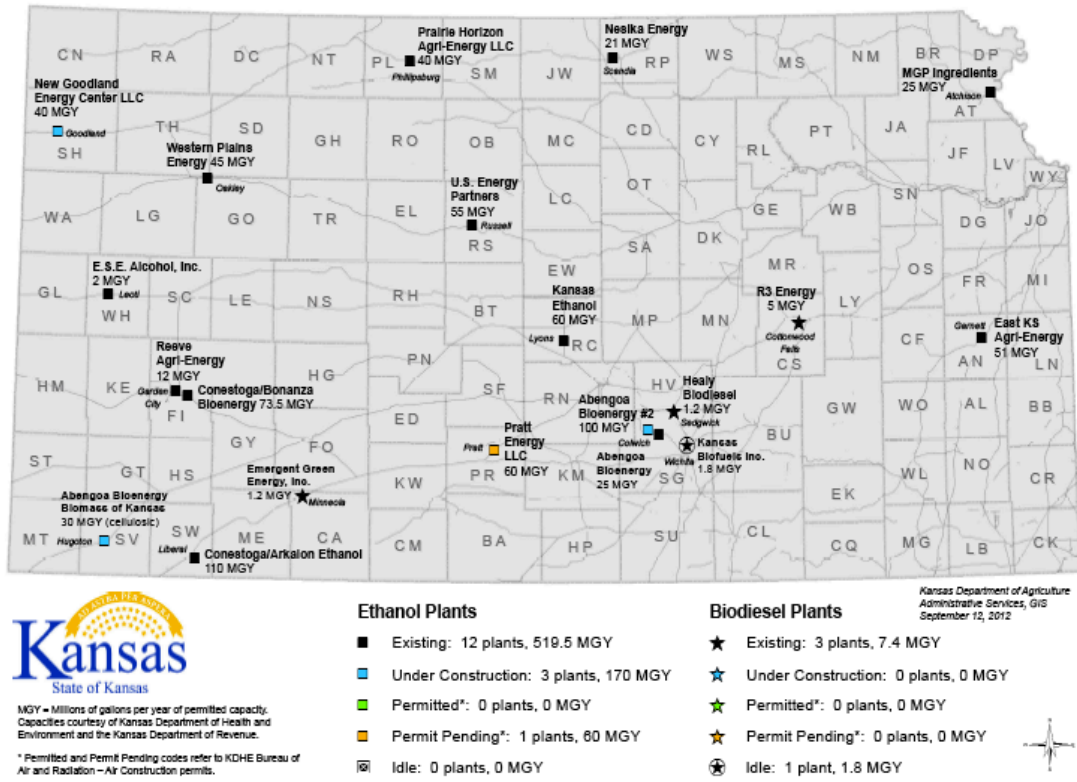 CN
RA
DC
NT
PL
Prairie Horizon
Agri-Energy LLC
40 MGY
Phillipsburg
SM
JW
Nesika Energy
21 MGY
Scandia
RP
WS
MS
NM
BR
DP
MGP Ingredients
25 MGY
Atchison
AT
New Goodland
Energy Center LLC
40 MGY
Goodland
SH
TH
SD
GH
RO
OB
MC
CD
CY
RL
PT
JA
JF
LV
WY
Western Plains
Energy 45 MGY
Oakley
WA
LG
GO
TR
EL
U.S. Energy
Partners
55 MGY
Russell
RS
LC
OT
SA
DK
GE
WB
SN
DG
JO
E.S.E. Alcohol, Inc.
2 MGY
Leoti
GL
WH
SC
LE
NS
RH
BT
EW
Kansas
Ethanol
60 MGY
Lyons
RC
MP
MN
MR
R3 Energy
5 MGY
Cottonwood
Falls
CS
LY
OS
FR
MI
CF
Garnett
East KS
Agri-Energy
51 MGY
AN
LN
Reeve
Agri-Energy
12 MGY
Garden
City
Conestoga/Bonanza
Bioenergy 73.5 MGY
HM
KE
FI
HG
PN
SF
RN
HV
Healy
Biodiesel
1.2 MGY
Sedgwick
Abengoa
Bioenergy #2
100 MGY
Colwich
Abengoa
Bioenergy
25 MGY
Kansas
Biofuels Inc.
1.8 MGY
Wichita
SG
BU
GW
WO
AL
BB
ST
GT
HS
GY
FO
ED
KW
Pratt
Energy
LLC
60 MGY
Pratt
PR
KM
EK
WL
NO
CR
Emergent Green
Energy, Inc.
1.2 MGY
Minneola
Abengoa Bioenergy
Biomass of Kansas
30 MGY (cellulosic)
Hugoton
MT
SV
SW
Liberal
Conestoga/Arkalon Ethanol
110 MGY
ME
CA
CM
BA
HP
SU
CL
CQ
MG
LB
CK
Kansas Department of Agriculture
Administrative Services, GIS
September 12, 2012
AD ASTRA PER ASPERA
Kansas
State of Kansas
MGY = Millions of gallons per year of permitted capacity.
Capacities courtesy of Kansas Department of Health and
Environment and the Kansas Department of Revenue.
* Permitted and Permit Pending codes refer to KDHE Bureau of
Air and Radiation – Air Construction permits.
Ethanol Plants
Existing: 12 plants, 519.5 MGY
Under Construction: 3 plants, 170 MGY
Permitted*: 0 plants, 0 MGY
Permit Pending*: 1 plants, 60 MGY
Idle: 0 plants, 0 MGY
Biodiesel Plants
Existing: 3 plants, 7.4 MGY
Under Construction: 0 plants, 0 MGY
Permitted*: 0 plants, 0 MGY
Permit Pending*: 0 plants, 0 MGY
Idle: 1 plant, 1.8 MGY